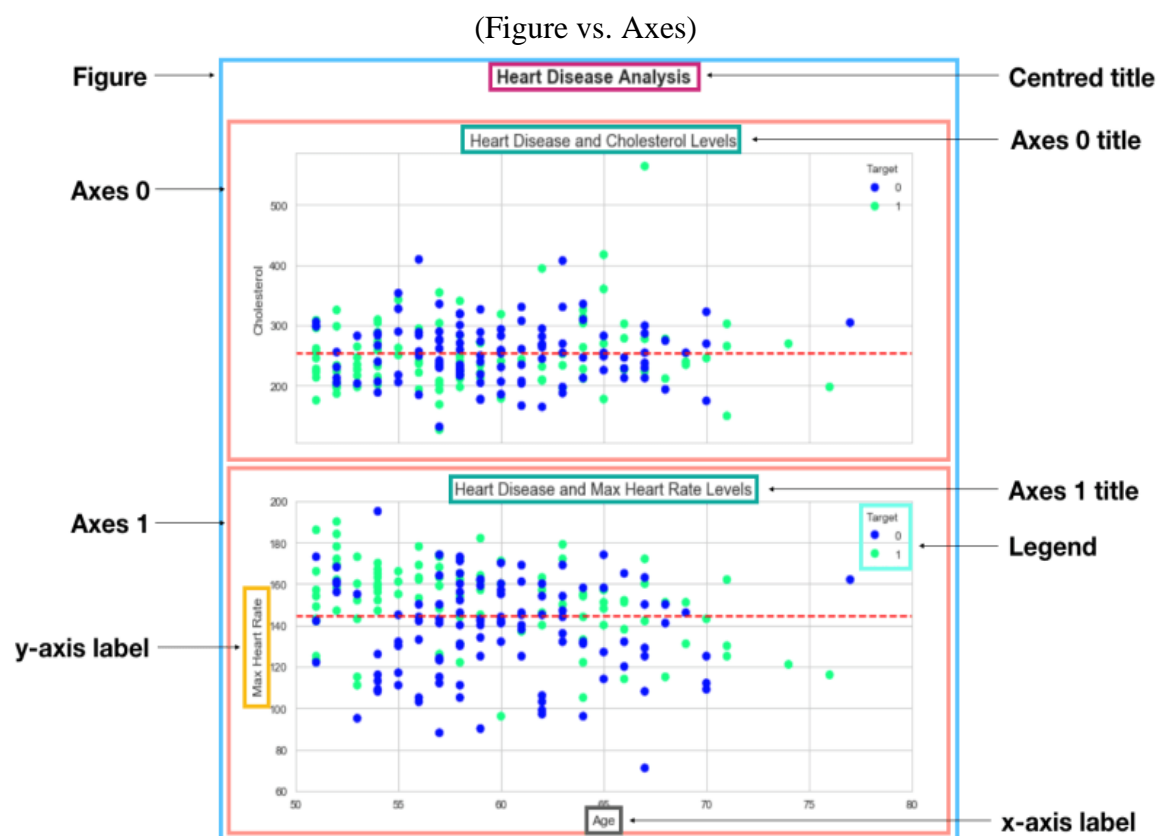 (Figure vs. Axes)
Figure
Heart Disease Analysis
Centred title
Heart Disease and Cholesterol Levels
Axes 0 title
Axes 0
Target
0
1
500
400
300
200
Cholesterol
Heart Disease and Max Heart Rate Levels
Axes 1 title
Axes 1
Target
0
1
Legend
200
180
160
140
120
100
80
60
y-axis label
Max Heart Rate
50 55 60 65 70 75 80
Age
x-axis label